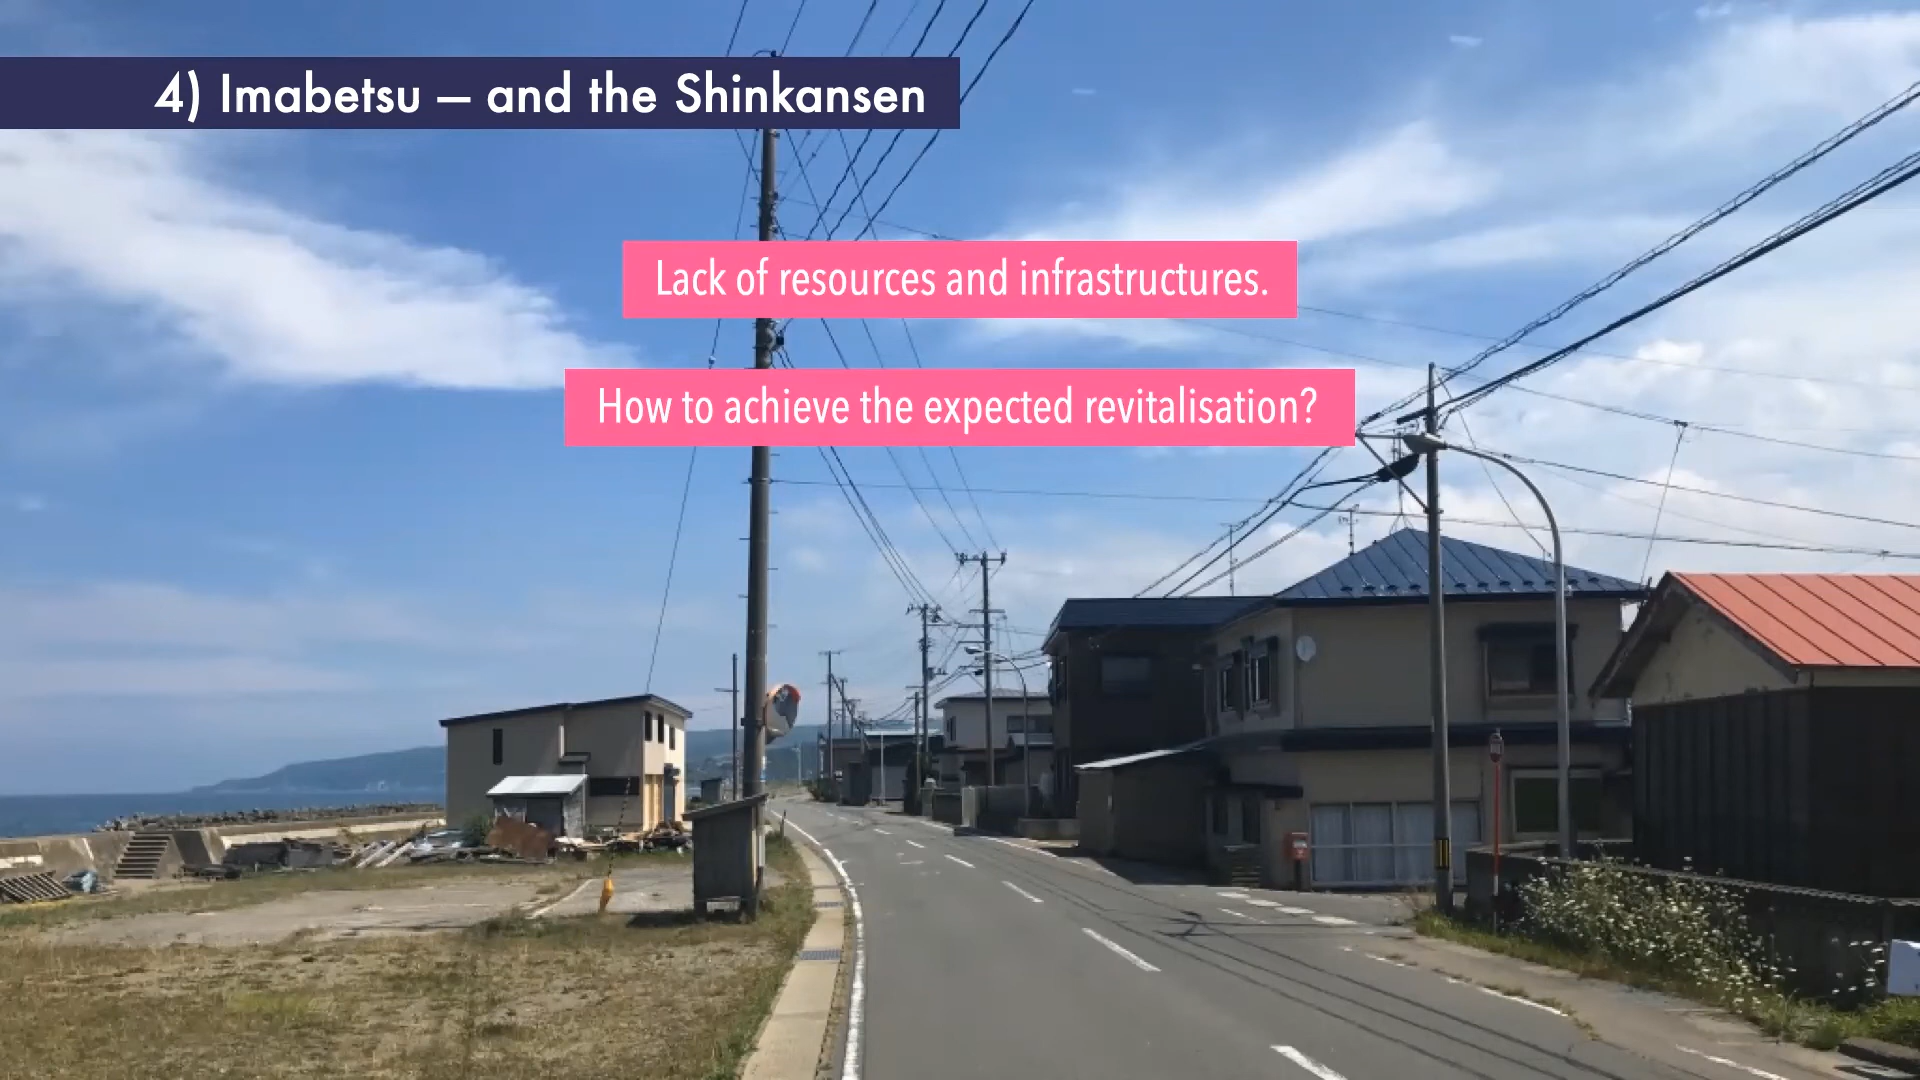 4) Imabetsu — and the Shinkansen
Lack of resources and infrastructures.
How to achieve the expected revitalisation?